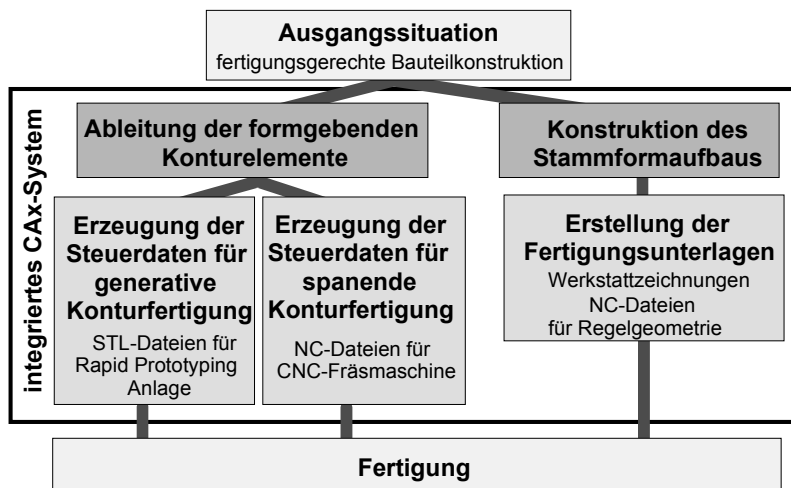 Ausgangssituation
fertigungsgerechte Bauteilkonstruktion
integriertes CAx-System
Ableitung der formgebenden
Konturelemente
Konstruktion des
Stammformaufbaus
Erzeugung der
Steuerdaten für
generative
Konturfertigung
STL-Dateien für
Rapid Prototyping
Anlage
Erzeugung der
Steuerdaten für
spanende
Konturfertigung
NC-Dateien für
CNC-Fräsmaschine
Erstellung der
Fertigungsunterlagen
Werkstattzeichnungen
NC-Dateien
für Regelgeometrie
Fertigung